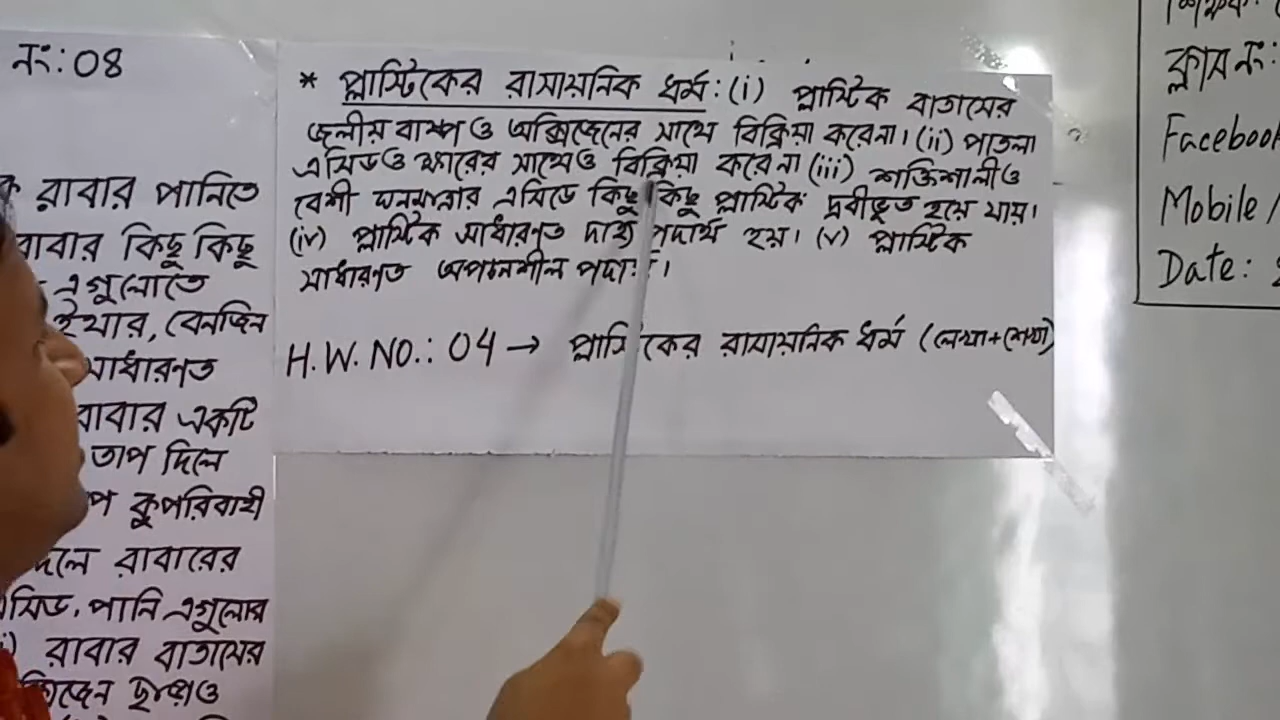 নং:08
রাবার পানিতে
রাবার কিছু কিছু
এগুলোতে
ইথার, বেনজিন
সাধারণত
রাবার একটি
তাপ দিলে
কুপরিবাহী
দিলে রাবারের
এসিড, পানি এগুলোর
রাবার বাতাসের
ছাড়াও
* প্লাস্টিকের রাসায়নিক ধর্ম: (i) প্লাস্টিক বাতাসের
জলীয় বাষ্প ও অক্সিজেনের সাথে বিক্রিয়া করেনা। (ii) পাতলা
এসিড ও ক্ষারের সাথেও বিক্রিয়া করেনা (iii) শক্তিশালী ও
বেশী ঘনমাত্রার এসিডে কিছু কিছু প্লাস্টিক দ্রবীভূত হয়ে যায়।
(iv) প্লাস্টিক সাধারণত দাহ্য পদার্থ হয়। (v) প্লাস্টিক
সাধারণত অপচনশীল পদার্থ।
H.W. NO.: 04 → প্লাস্টিকের রাসায়নিক ধর্ম (লেখা+শেখা)
শিক্ষক:
ক্লাস নং:
Facebook
Mobile
Date: